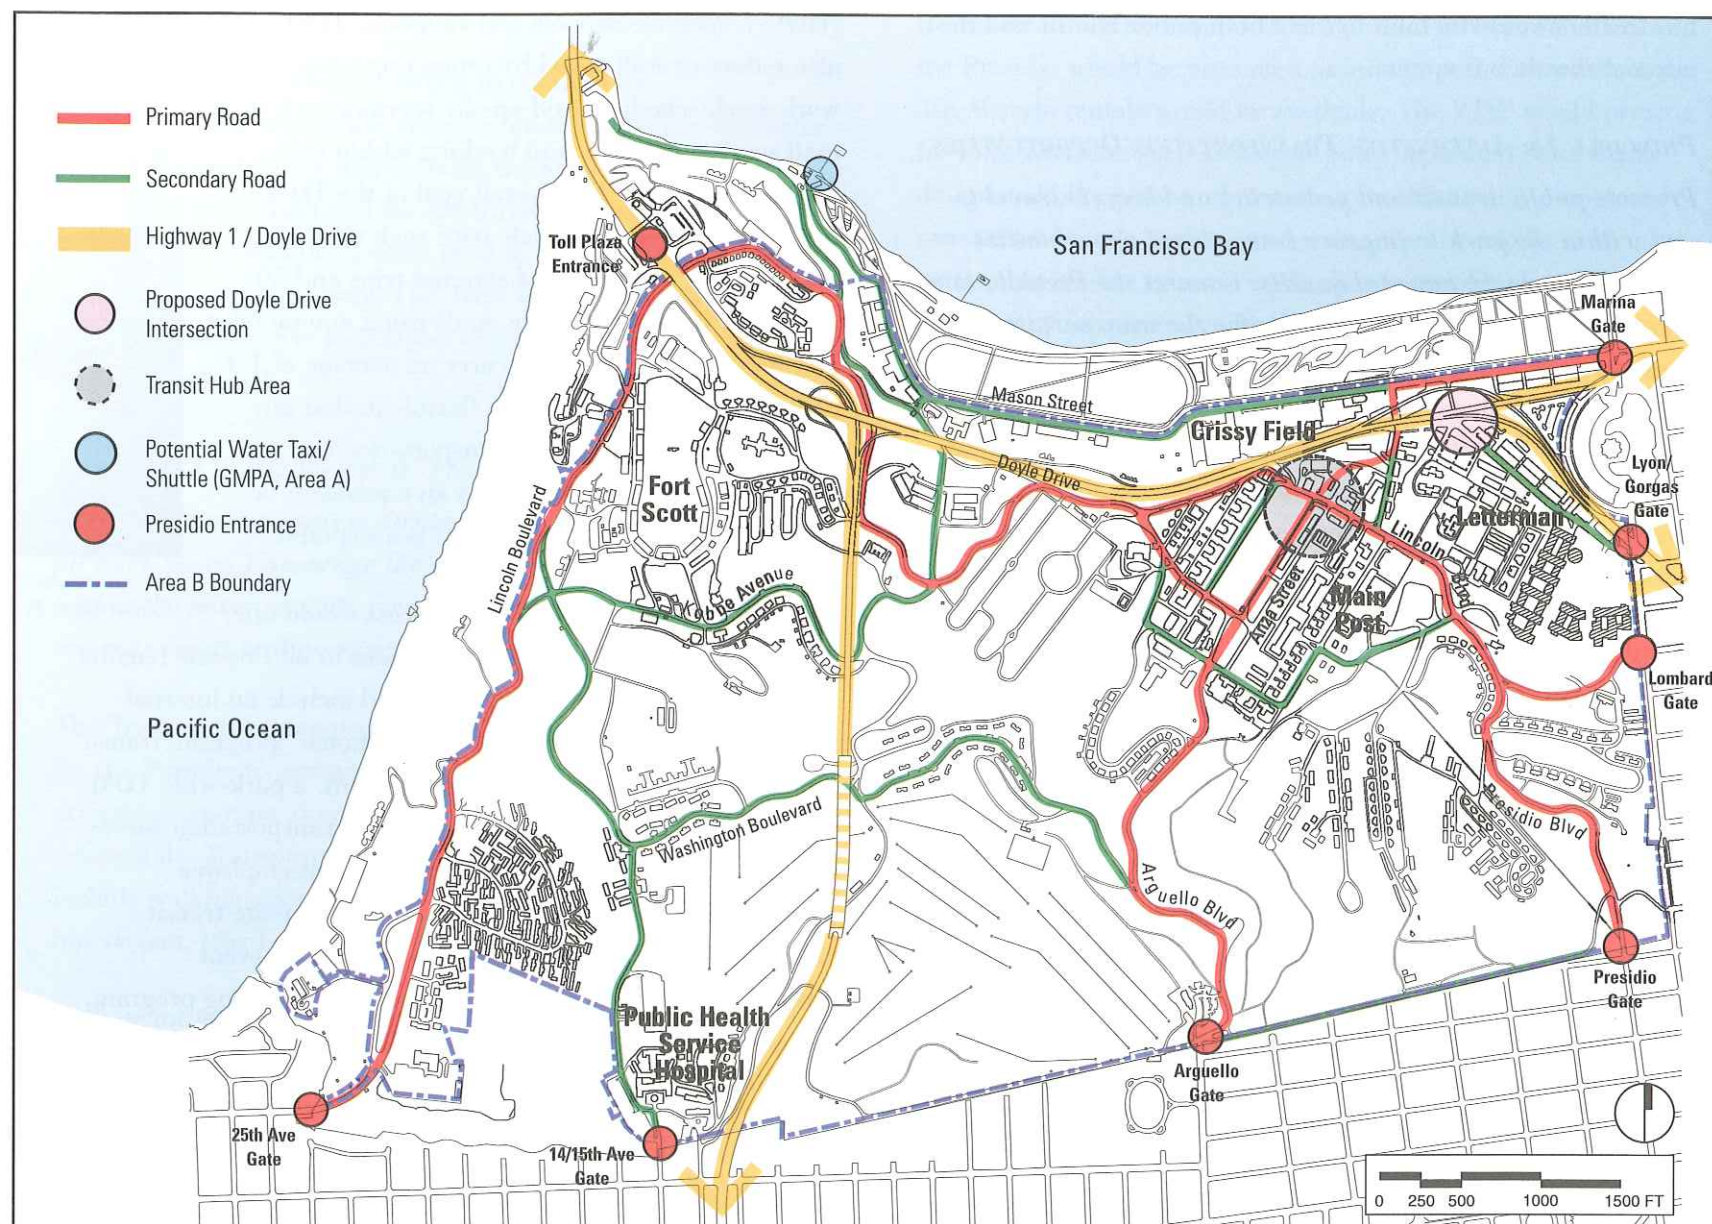 Primary Road
Secondary Road
Highway 1 / Doyle Drive
Proposed Doyle Drive
Intersection
Transit Hub Area
Potential Water Taxi/
Shuttle (GMPA, Area A)
Presidio Entrance
Area B Boundary
Toll Plaza
Entrance
San Francisco Bay
Marina
Gate
Mason Street
Crissy Field
Doyle Drive
Lyon/
Gorgas
Gate
Fort
Scott
Letterman
Lincoln
Blvd
Lincoln Boulevard
Kobbe Avenue
Anza Street
Main
Post
Lombard
Gate
Pacific Ocean
Washington Boulevard
Presidio Blvd
Arguello Blvd
Presidio
Gate
Public Health
Service
Hospital
Arguello
Gate
25th Ave
Gate
14/15th Ave
Gate
0 250 500 1000 1500 FT